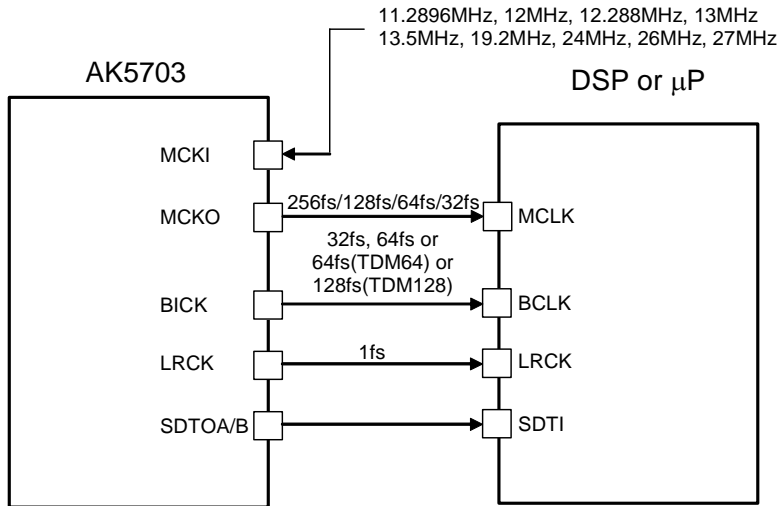 11.2896MHz, 12MHz, 12.288MHz, 13MHz
13.5MHz, 19.2MHz, 24MHz, 26MHz, 27MHz
AK5703
DSP or μP
MCKI
MCKO
256fs/128fs/64fs/32fs
MCLK
32fs, 64fs or
64fs(TDM64) or
128fs(TDM128)
BICK
BCLK
LRCK
1fs
LRCK
SDTOA/B
SDTI